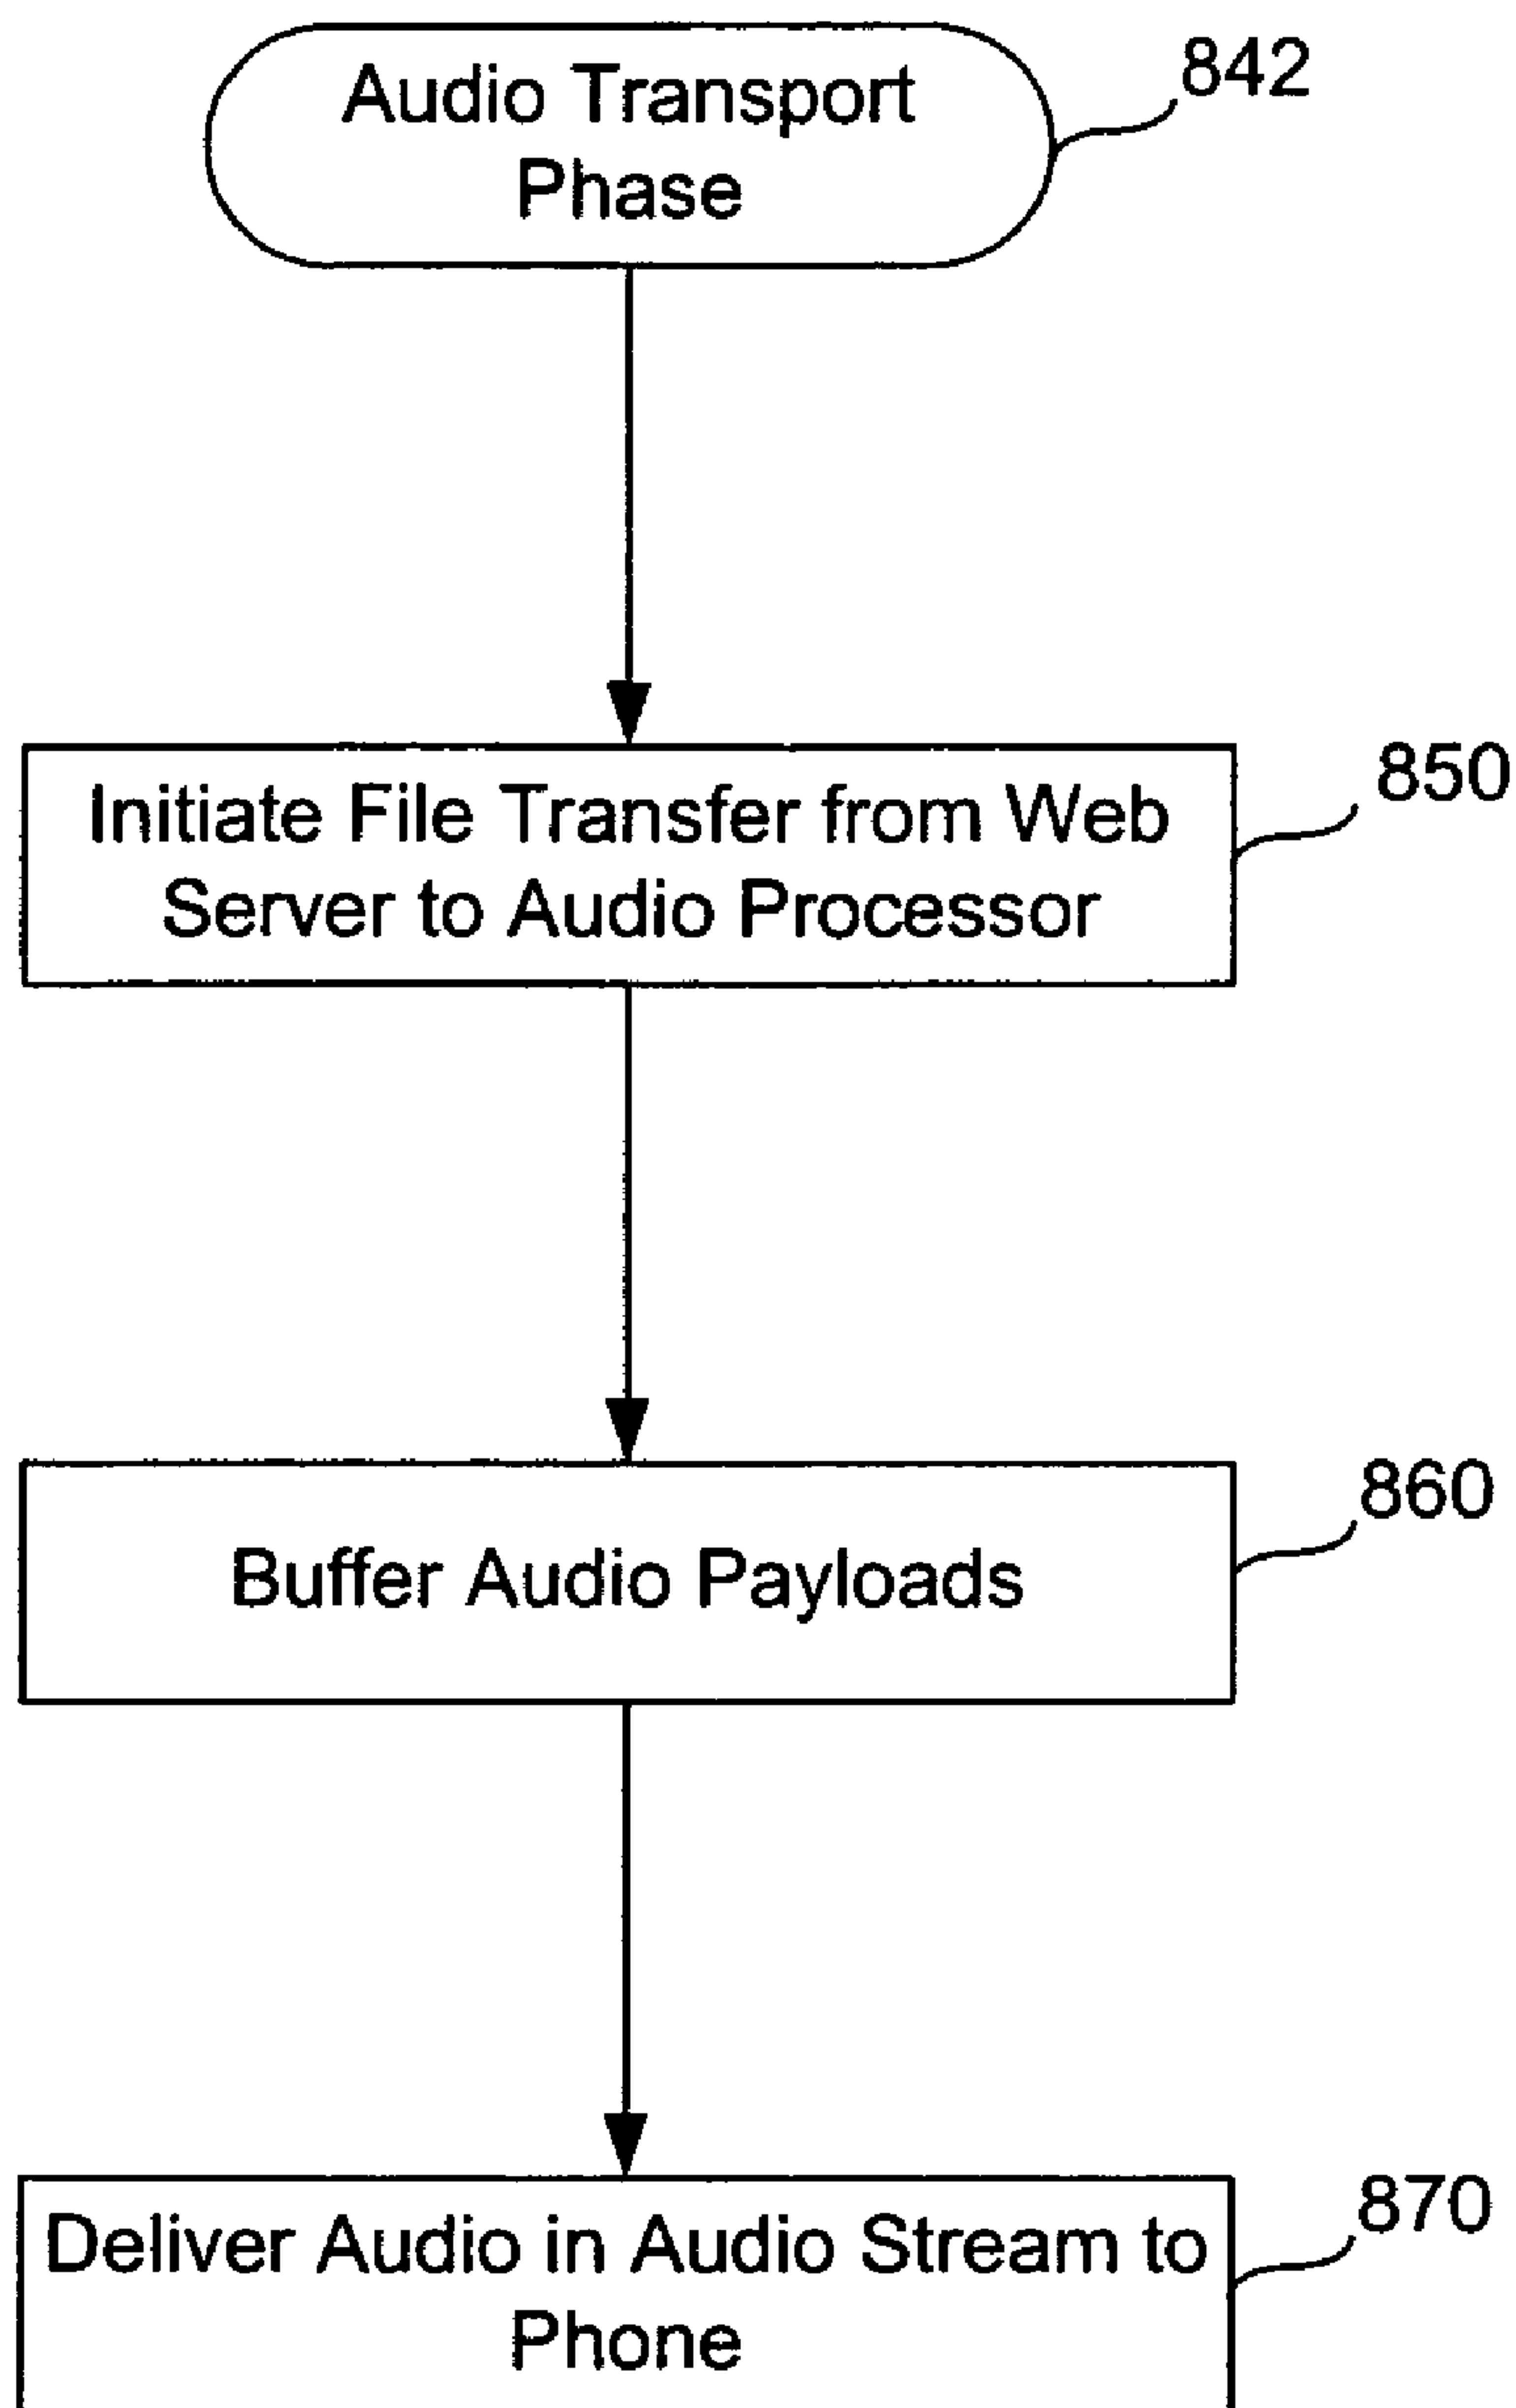 Audio Transport
Phase
842
Initiate File Transfer from Web
Server to Audio Processor
850
Buffer Audio Payloads
860
Deliver Audio in Audio Stream to
Phone
870